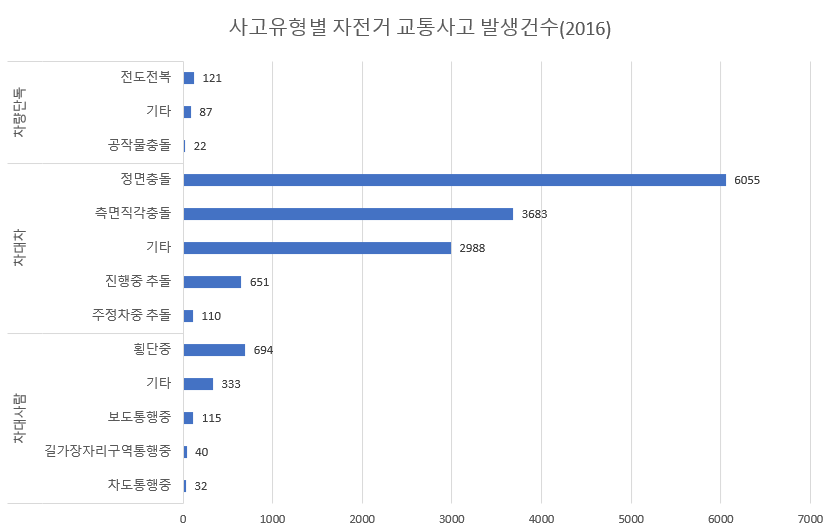 사고유형별 자전거 교통사고 발생건수(2016)
차량단독
전도전복 121
기타 87
공작물충돌 22
차대차
정면충돌 6055
측면직각충돌 3683
기타 2988
진행중 추돌 651
주정차중 추돌 110
차대사람
횡단중 694
기타 333
보도통행중 115
길가장자리구역통행중 40
차도통행중 32
0 1000 2000 3000 4000 5000 6000 7000